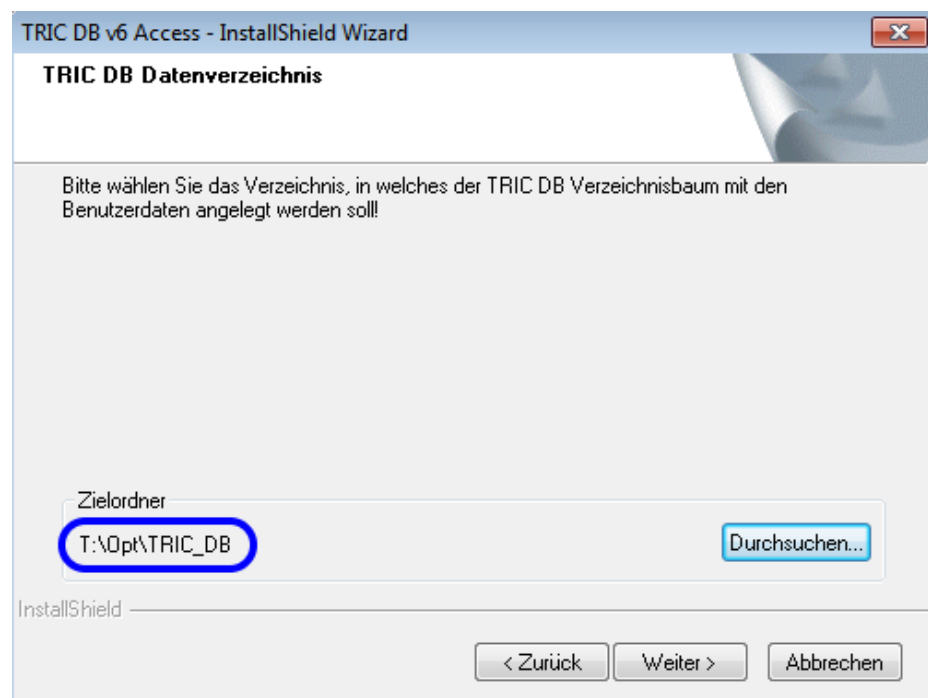 TRIC DB v6 Access - InstallShield Wizard
TRIC DB Datenverzeichnis
Bitte wählen Sie das Verzeichnis, in welches der TRIC DB Verzeichnisbaum mit den
Benutzerdaten angelegt werden soll!
Zielordner
T:\Opt\TRIC_DB
Durchsuchen...
InstallShield
< Zurück
Weiter >
Abbrechen